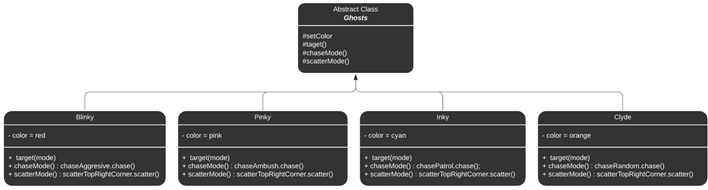 Abstract Class
Ghosts
#setColor
#taget()
#chaseMode()
#scatterMode()
Blinky
- color = red
+ target(mode)
+ chaseMode() : chaseAggresive.chase()
+ scatterMode() : scatterTopRightCorner.scatter()
Pinky
- color = pink
+ target(mode)
+ chaseMode() : chaseAmbush.chase()
+ scatterMode() : scatterTopRightCorner.scatter()
Inky
- color = cyan
+ target(mode)
+ chaseMode() : chasePatrol.chase();
+ scatterMode() : scatterTopRightCorner.scatter()
Clyde
- color = orange
+ target(mode)
+ chaseMode() : chaseRandom.chase()
+ scatterMode() : scatterTopRightCorner.scatter()